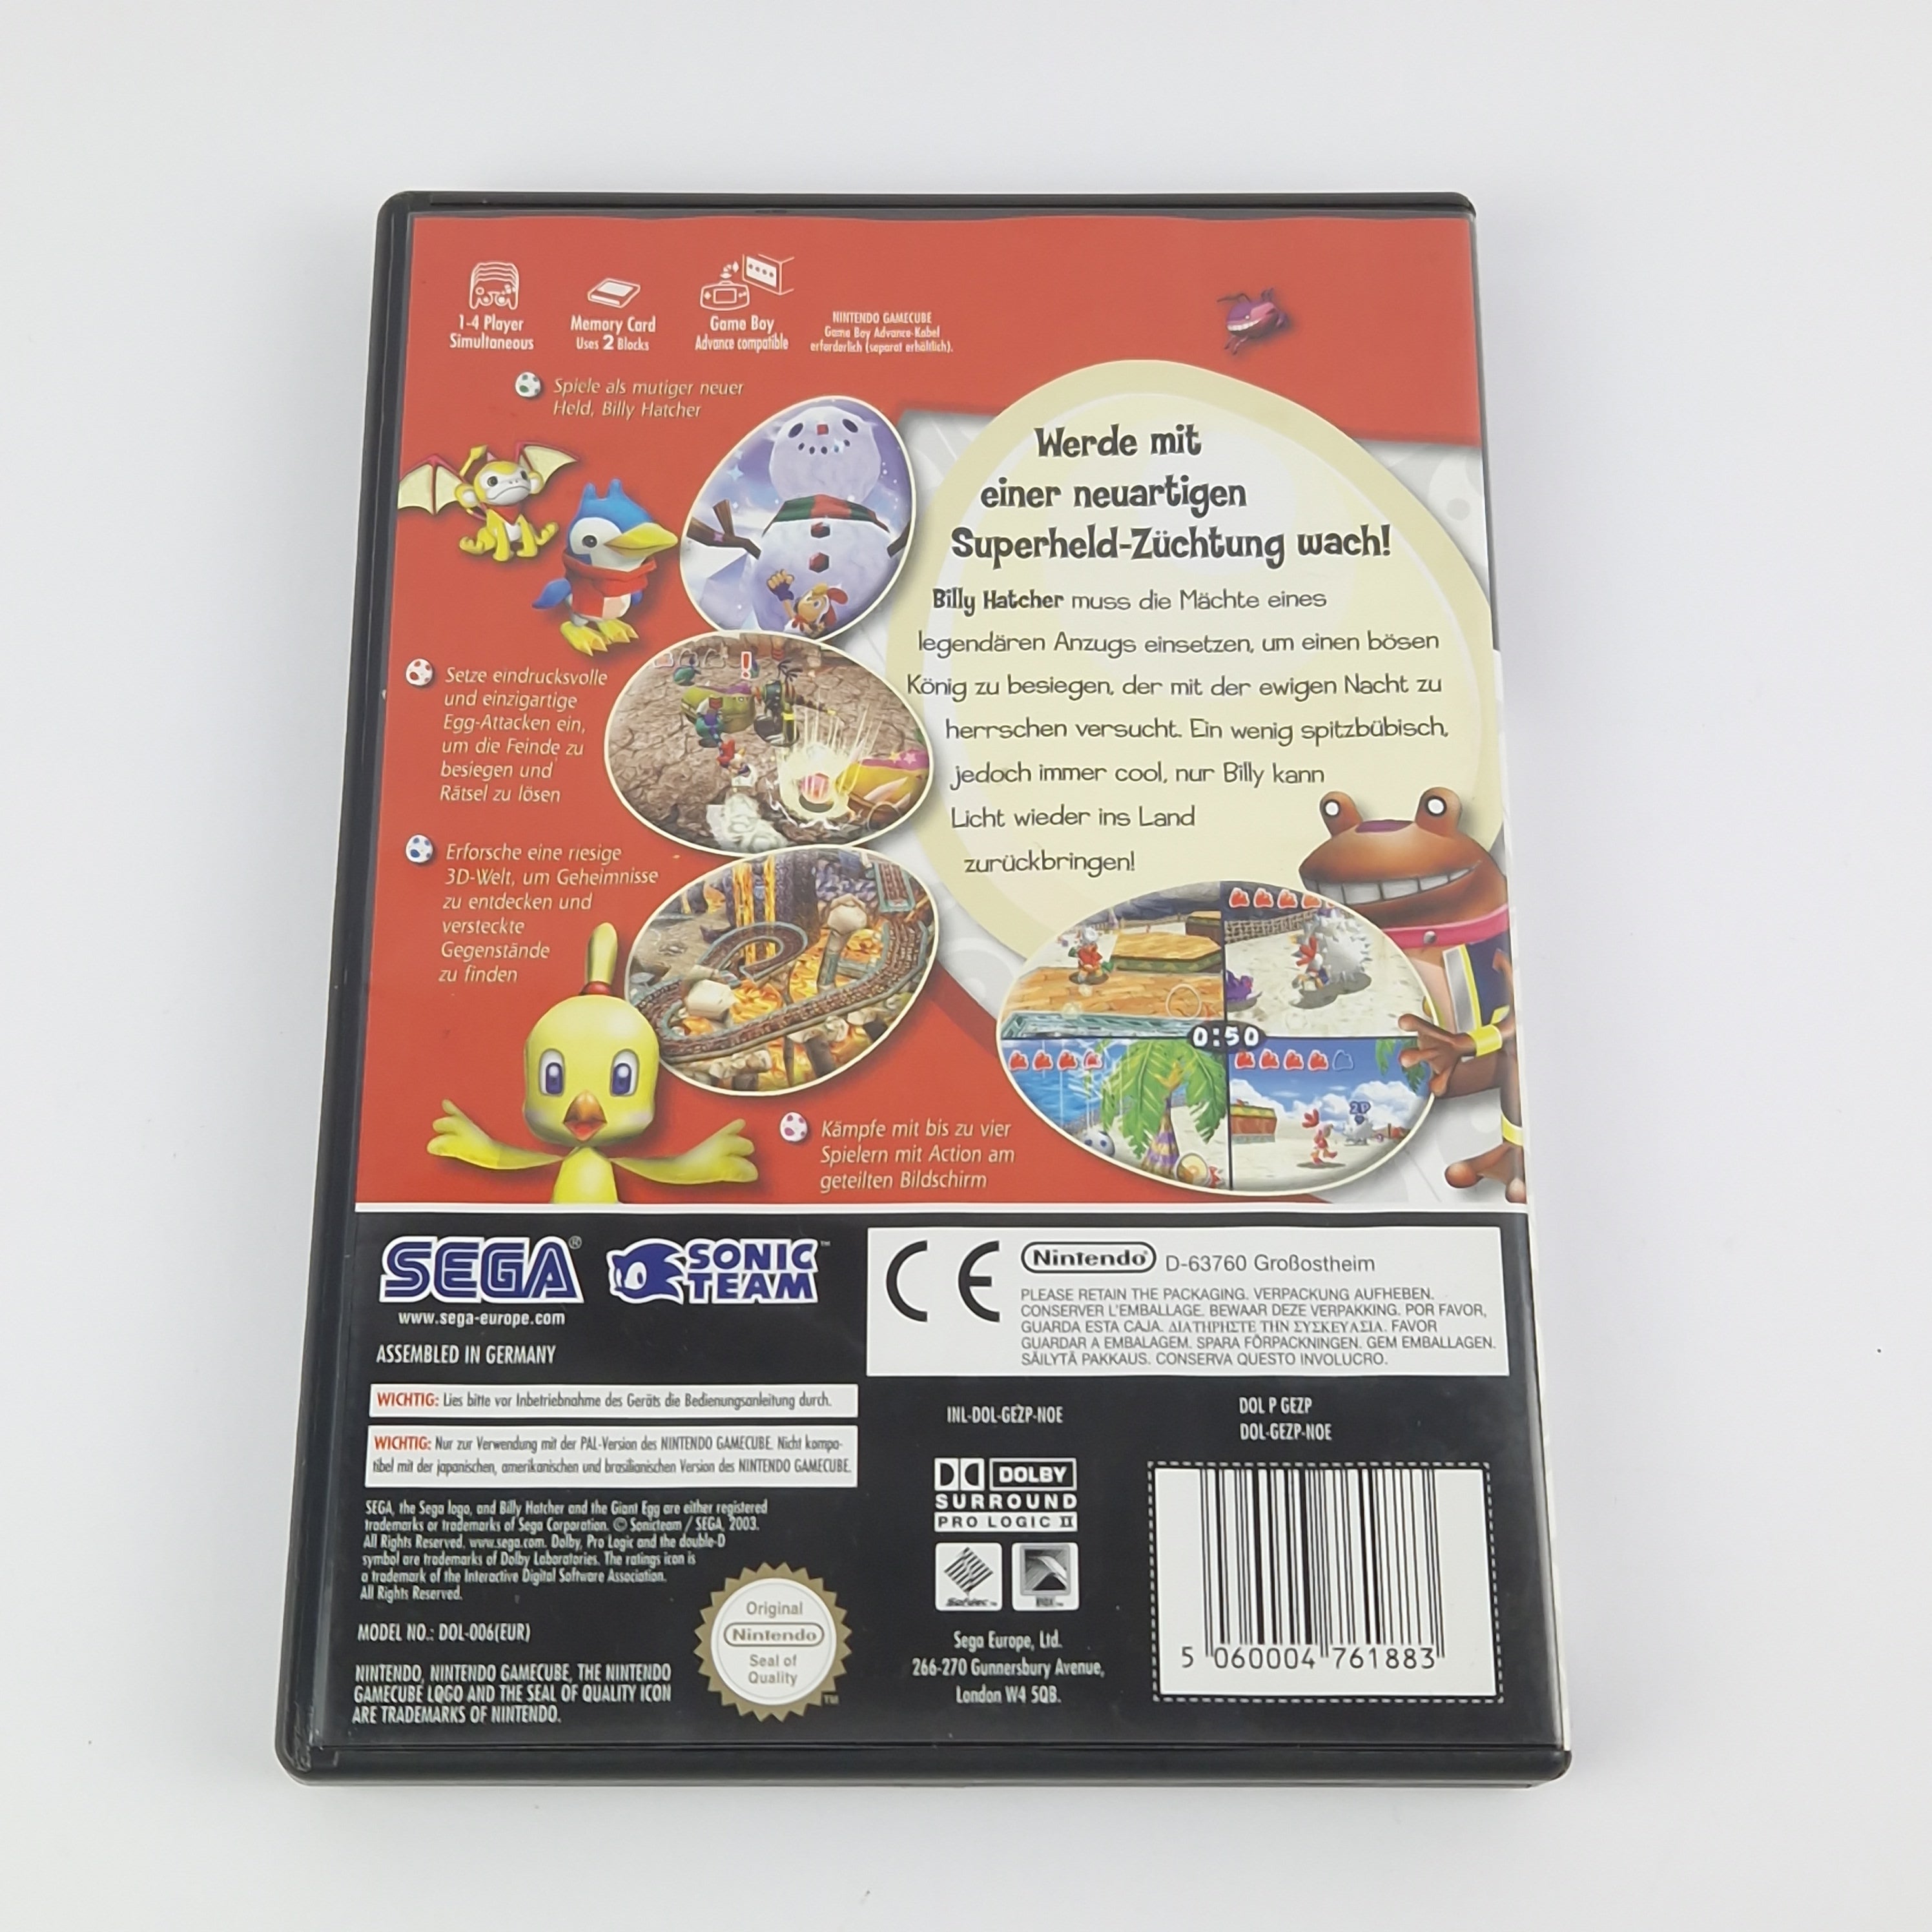 1-4 Player
Simultaneous
Memory Card
Uses 2 Blocks
Game Boy
Advance compatible
NINTENDO GAMECUBE
Game Boy Advance-Kabel
erforderlich (separat erhältlich).
Spiele als mutiger neuer
Held, Billy Hatcher
Werde mit
einer neuartigen
Superheld-Züchtung wach!
Billy Hatcher muss die Mächte eines
legendären Anzugs einsetzen, um einen bösen
König zu besiegen, der mit der ewigen Nacht zu
herrschen versucht. Ein wenig spitzbübisch,
jedoch immer cool, nur Billy kann
Licht wieder ins Land
zurückbringen!
Setze eindrucksvolle
und einzigartige
Egg-Attacken ein,
um die Feinde zu
besiegen und
Rätsel zu lösen
Erforsche eine riesige
3D-Welt, um Geheimnisse
zu entdecken und
versteckte
Gegenstände
zu finden
0:50
2P
Kämpfe mit bis zu vier
Spielern mit Action am
geteilten Bildschirm
SEGA®
www.sega-europe.com
SONIC
TEAM™
ASSEMBLED IN GERMANY
CE
Nintendo® D-63760 Großostheim
PLEASE RETAIN THE PACKAGING. VERPACKUNG AUFHEBEN.
CONSERVER L'EMBALLAGE. BEWAAR DEZE VERPAKKING. POR FAVOR,
GUARDA ESTA CAJA. ΔΙΑΤΗΡΗΣΤΕ ΤΗΝ ΣΥΣΚΕΥΑΣΙΑ. FAVOR
GUARDAR A EMBALAGEM. SPARA FÖRPACKNINGEN. GEM EMBALLAGEN.
SÄILYTÄ PAKKAUS. CONSERVA QUESTO INVOLUCRO.
WICHTIG: Lies bitte vor Inbetriebnahme des Geräts die Bedienungsanleitung durch.
WICHTIG: Nur zur Verwendung mit der PAL-Version des NINTENDO GAMECUBE. Nicht kompa-
tibel mit der japanischen, amerikanischen und brasilianischen Version des NINTENDO GAMECUBE.
SEGA, the Sega logo, and Billy Hatcher and the Giant Egg are either registered
trademarks or trademarks of Sega Corporation. © Sonicteam / SEGA, 2003.
All Rights Reserved. www.sega.com. Dolby, Pro Logic and the double-D
symbol are trademarks of Dolby Laboratories. The ratings icon is
a trademark of the Interactive Digital Software Association.
All Rights Reserved.
MODEL NO.: DOL-006(EUR)
NINTENDO, NINTENDO GAMECUBE, THE NINTENDO
GAMECUBE LOGO AND THE SEAL OF QUALITY ICON
ARE TRADEMARKS OF NINTENDO.
Original
Nintendo
Seal of
Quality
TM
INL-DOL-GEZP-NOE
DOLBY
SURROUND
PRO LOGIC II
Sofdec™
Sega Europe, Ltd.
266-270 Gunnersbury Avenue,
London W4 5QB.
DOL P GEZP
DOL-GEZP-NOE
5 060004 761883